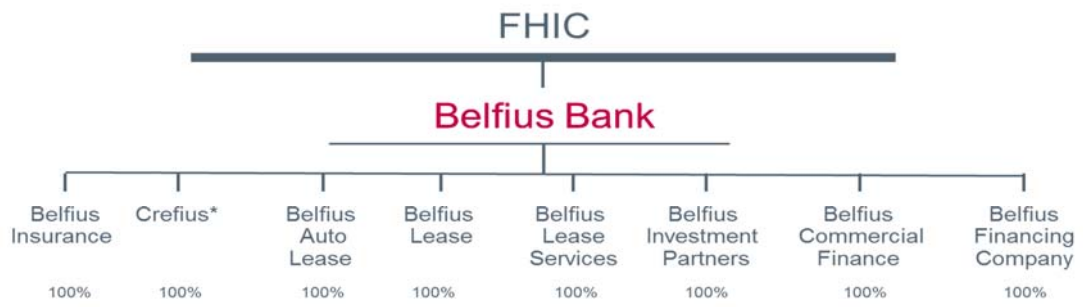 FHIC
Belfius Bank
Belfius
Insurance
Crefius*
Belfius
Auto
Lease
Belfius
Lease
Belfius
Lease
Services
Belfius
Investment
Partners
Belfius
Commercial
Finance
Belfius
Financing
Company
100% 100% 100% 100% 100% 100% 100% 100%